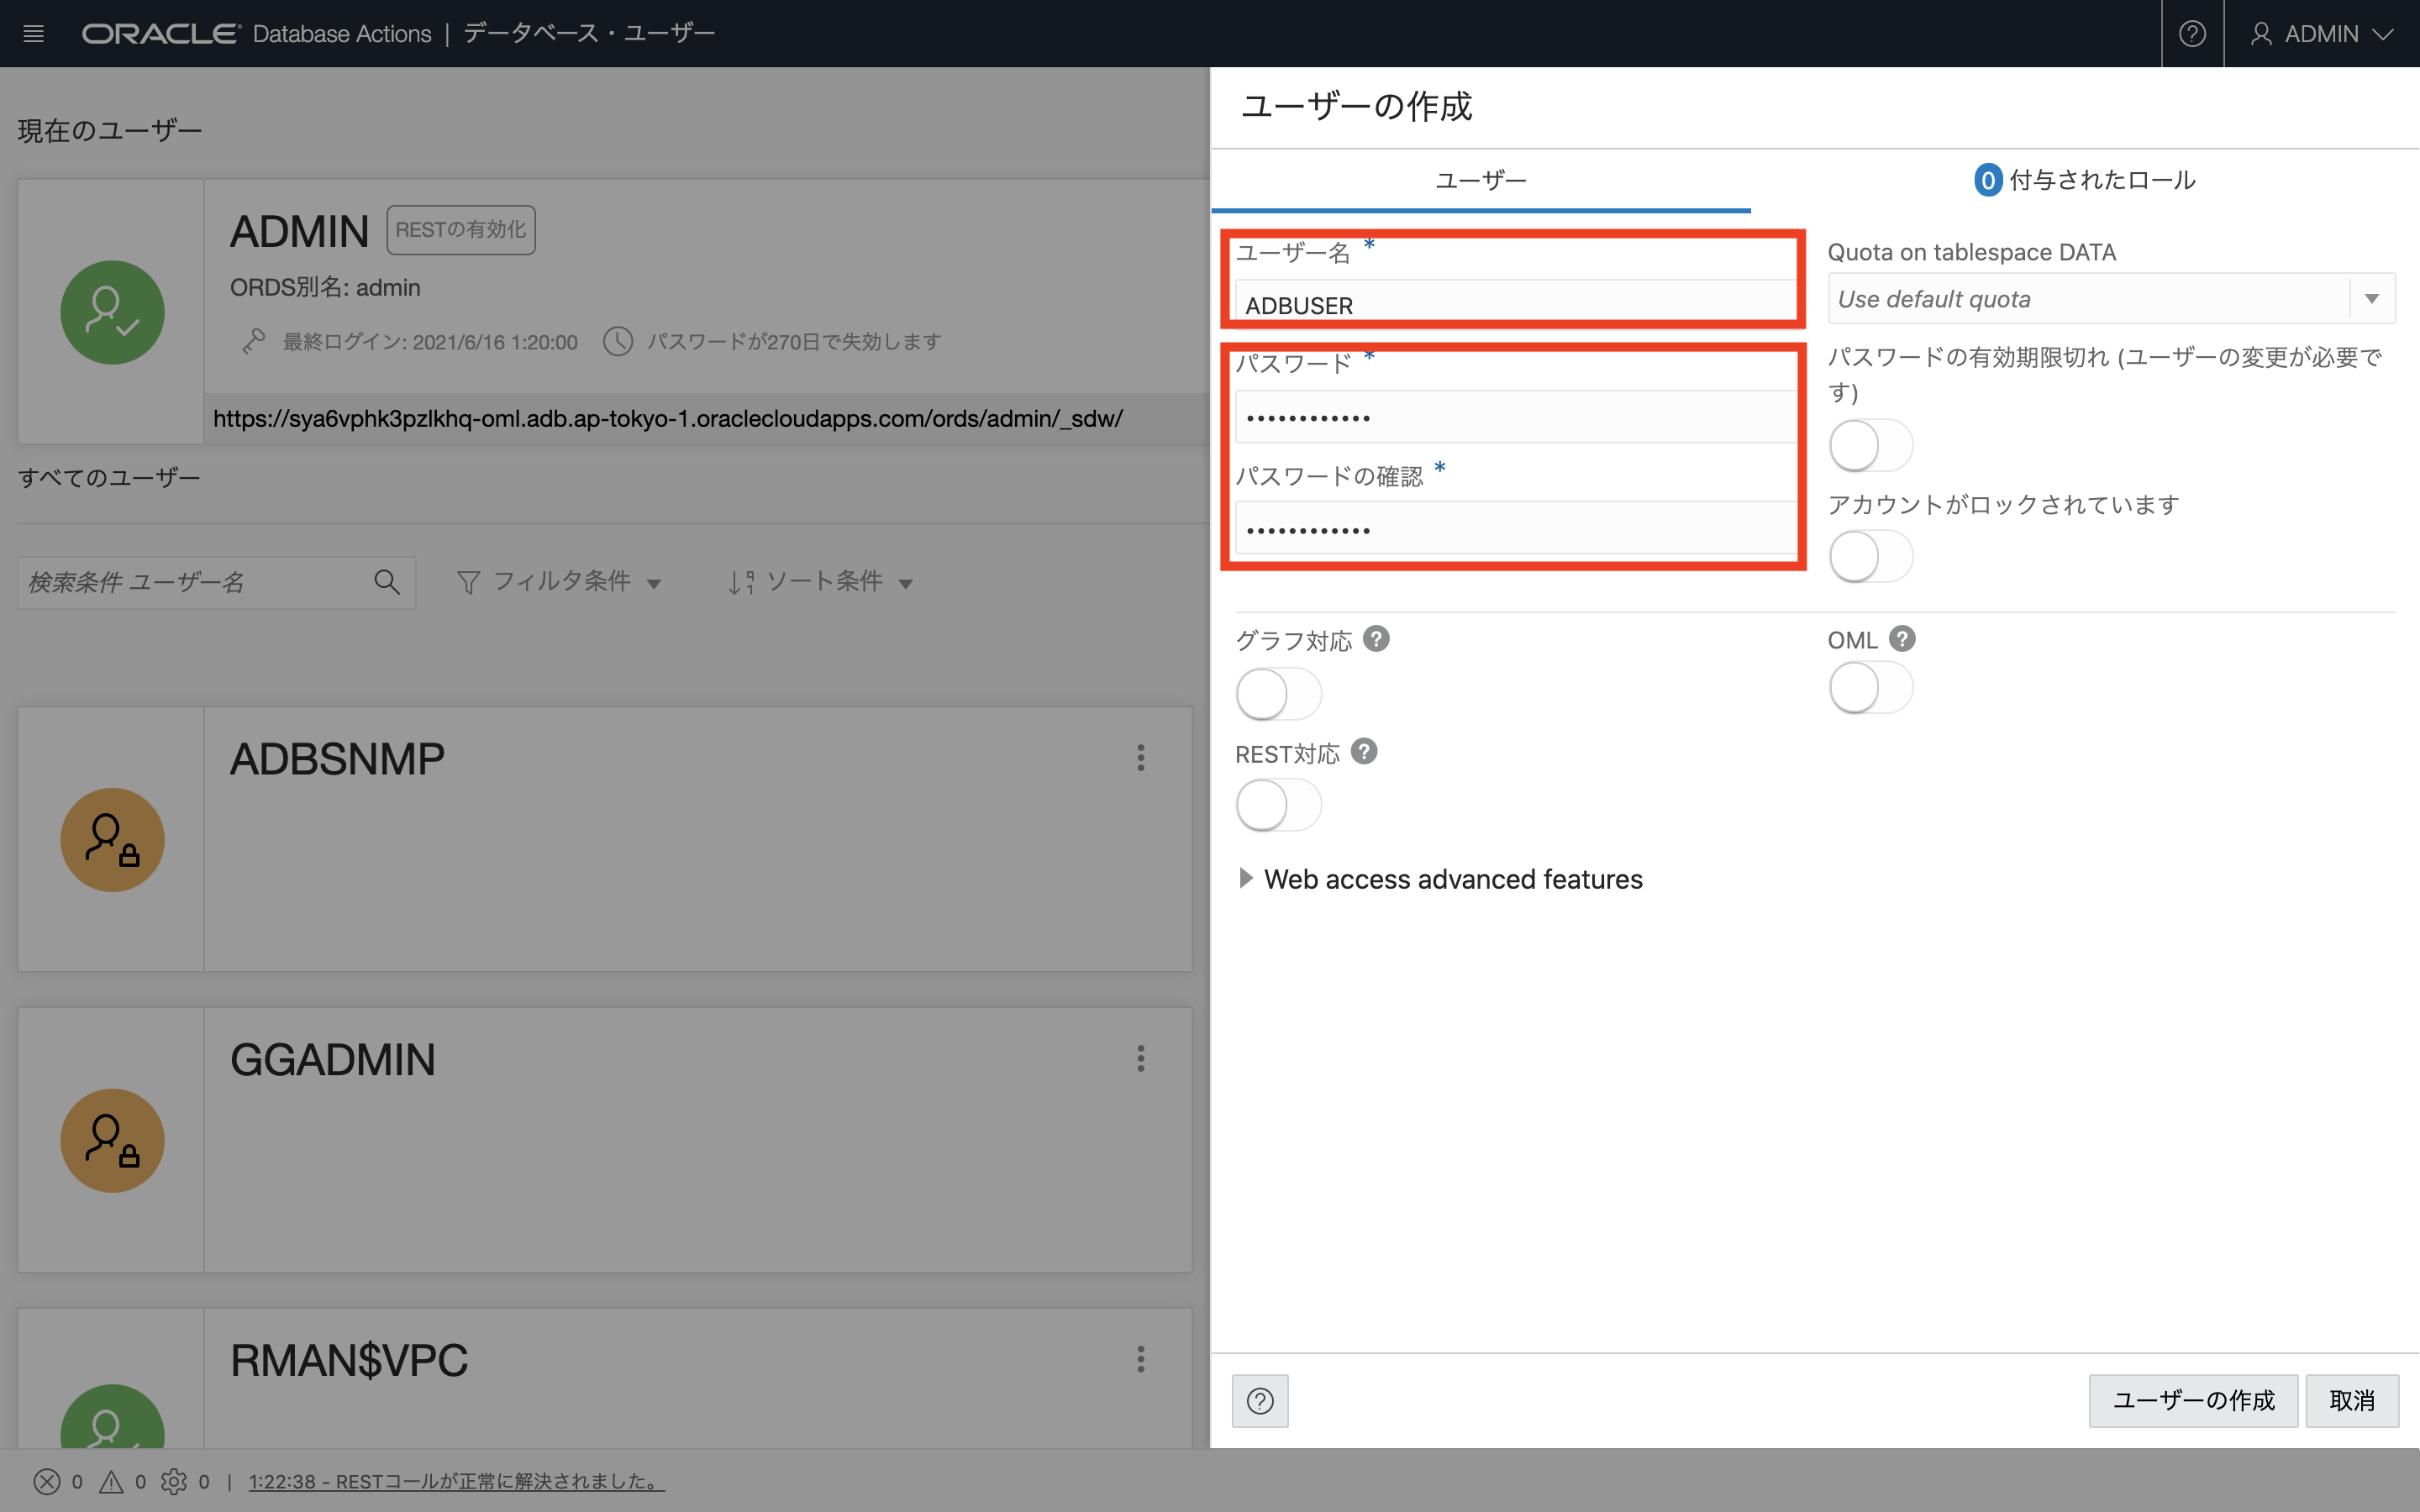 ORACLE Database Actions | データベース・ユーザー
ADMIN
現在のユーザー
ADMIN RESTの有効化
ORDS別名: admin
最終ログイン: 2021/6/16 1:20:00 パスワードが270日で失効します
https://sya6vphk3pzlkhq-oml.adb.ap-tokyo-1.oraclecloudapps.com/ords/admin/_sdw/
すべてのユーザー
検索条件 ユーザー名 フィルタ条件 ソート条件
ADBSNMP
GGADMIN
RMAN$VPC
0 0 0 | 1:22:38 - RESTコールが正常に解決されました。
ユーザーの作成
ユーザー
0 付与されたロール
ユーザー名 *
ADBUSER
パスワード *
••••••••••••
パスワードの確認 *
••••••••••••
Quota on tablespace DATA
Use default quota
パスワードの有効期限切れ (ユーザーの変更が必要で
す)
アカウントがロックされています
グラフ対応 ?
OML ?
REST対応 ?
Web access advanced features
?
ユーザーの作成
取消